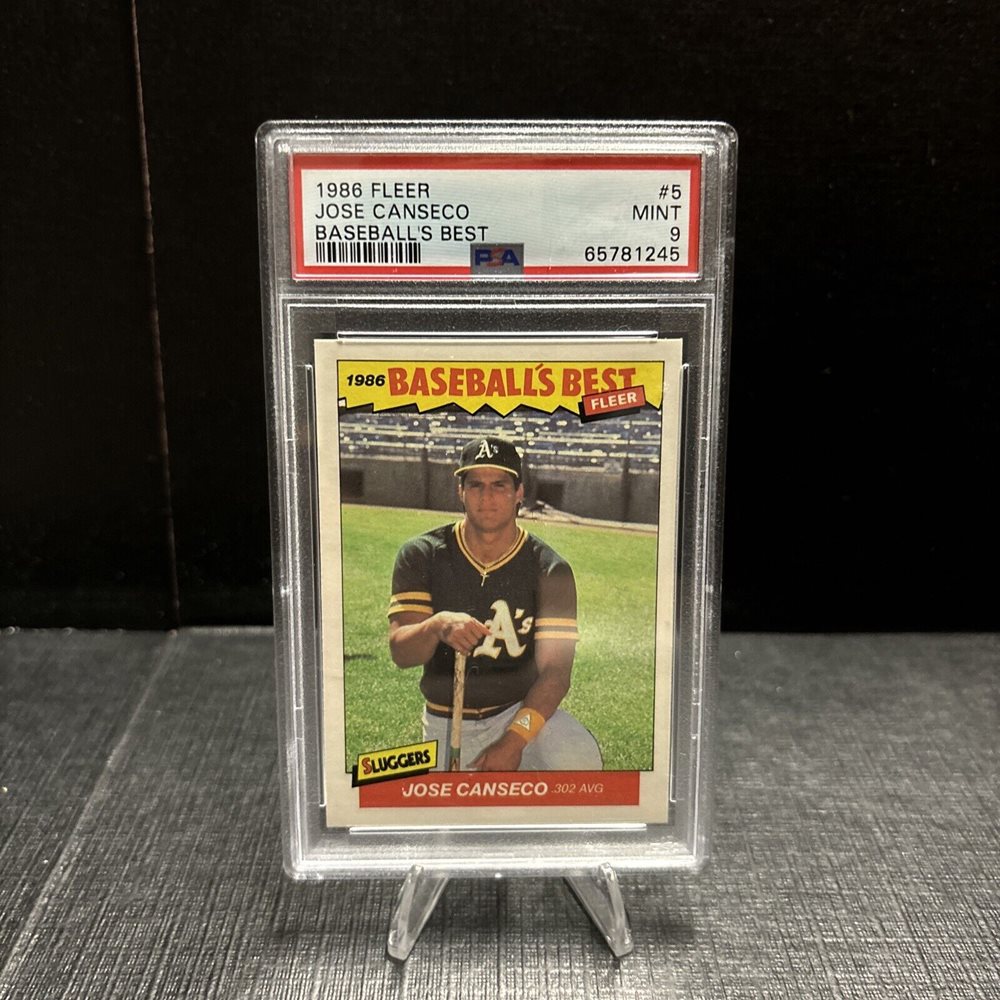 1986 FLEER #5
JOSE CANSECO MINT
BASEBALL'S BEST 9
PSA 65781245
1986 BASEBALL'S BEST
FLEER
A's
A's
SLUGGERS
JOSE CANSECO .302 AVG